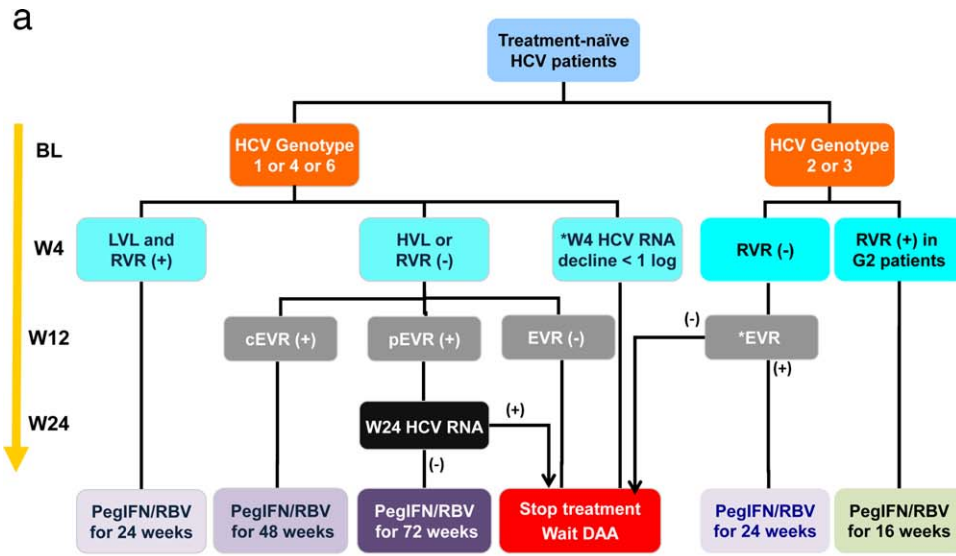 a
Treatment-naïve
HCV patients
BL
HCV Genotype
1 or 4 or 6
HCV Genotype
2 or 3
W4
LVL and
RVR (+)
HVL or
RVR (-)
*W4 HCV RNA
decline < 1 log
RVR (-)
RVR (+) in
G2 patients
W12
cEVR (+)
pEVR (+)
EVR (-)
(-)
*EVR
(+)
W24
W24 HCV RNA
(+)
(-)
PegIFN/RBV
for 24 weeks
PegIFN/RBV
for 48 weeks
PegIFN/RBV
for 72 weeks
Stop treatment
Wait DAA
PegIFN/RBV
for 24 weeks
PegIFN/RBV
for 16 weeks